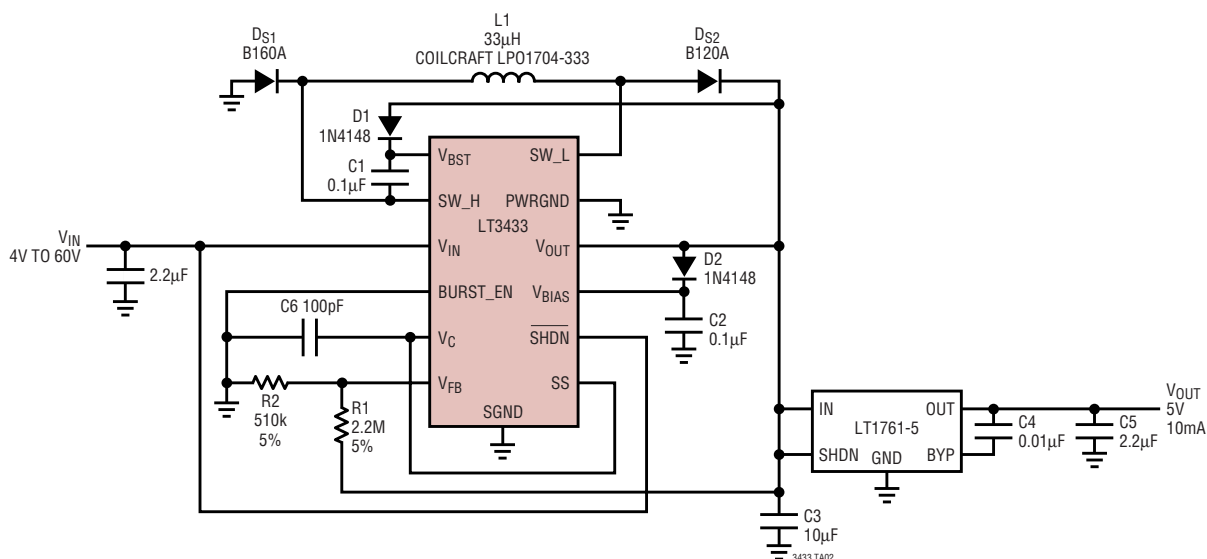 L1
33µH
COILCRAFT LPO1704-333
DS1
B160A
DS2
B120A
D1
1N4148
C1
0.1µF
VBST
SW_L
SW_H
PWRGND
LT3433
VIN
4V TO 60V
2.2µF
VIN
VOUT
D2
1N4148
BURST_EN
VBIAS
C2
0.1µF
C6 100pF
VC
SHDN
VFB
SS
R2
510k
5%
R1
2.2M
5%
SGND
IN
OUT
LT1761-5
SHDN
GND
BYP
C4
0.01µF
C5
2.2µF
VOUT
5V
10mA
C3
10µF
3433 TA02